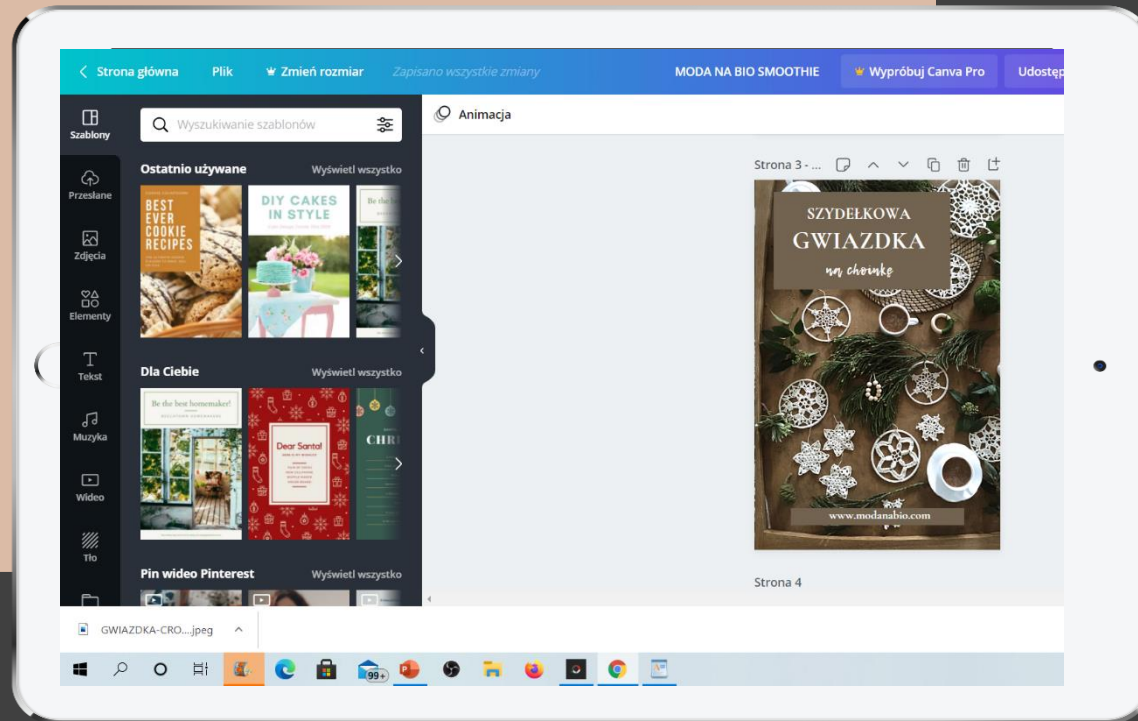 Strona główna
Plik
Zmień rozmiar
Zapisano wszystkie zmiany
MODA NA BIO SMOOTHIE
Wypróbuj Canva Pro
Udostęp
Szablony
Przesłane
Zdjęcia
Elementy
Tekst
Muzyka
Wideo
Tło
Wyszukiwanie szablonów
Ostatnio używane
Wyświetl wszystko
BEST
EVER
COOKIE
RECIPES
DIY CAKES
IN STYLE
Be the
Dla Ciebie
Wyświetl wszystko
Be the best homemaker!
Dear Santa!
CHRI
Pin wideo Pinterest
Wyświetl wszystko
Animacja
Strona 3 - ...
SZYDEŁKOWA
GWIAZDKA
na choinkę
www.modanabio.com
Strona 4
GWIAZDKA-CRO....jpeg
99+